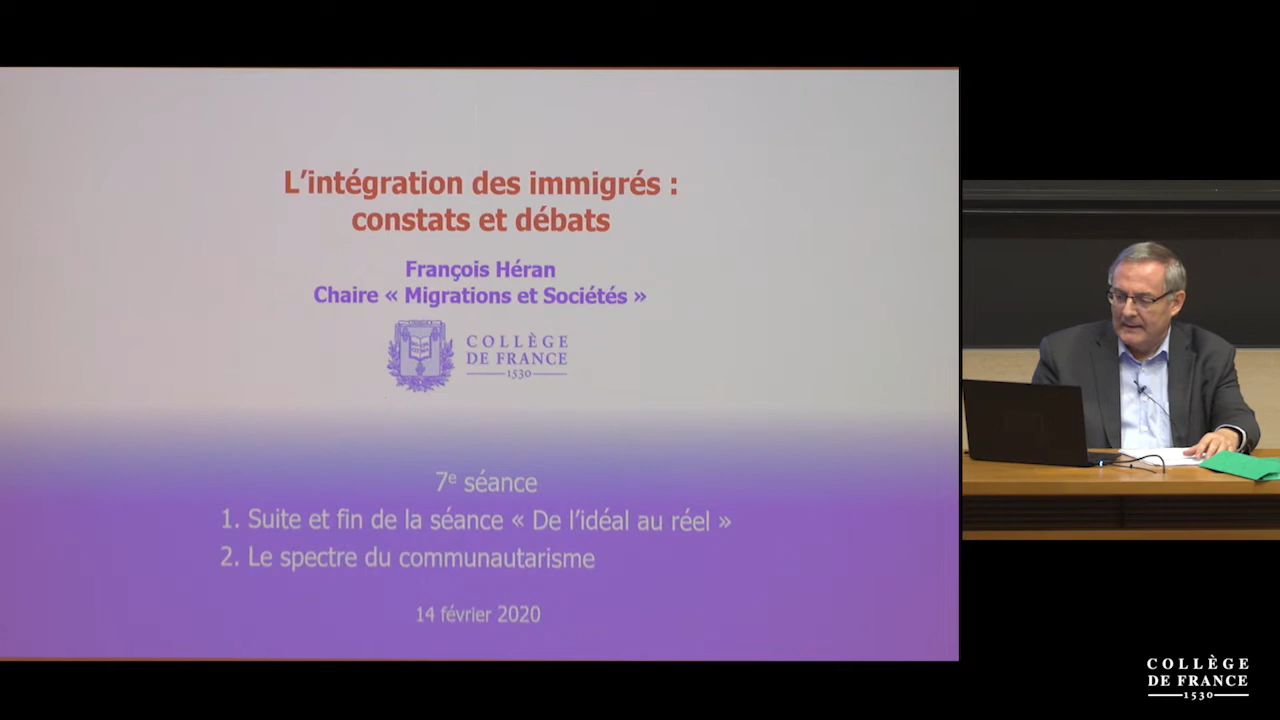 L'intégration des immigrés :
constats et débats
François Héran
Chaire « Migrations et Sociétés »
COLLÈGE
DE FRANCE
1530
7e séance
1. Suite et fin de la séance « De l'idéal au réel »
2. Le spectre du communautarisme
14 février 2020
COLLÈGE
DE FRANCE
1530